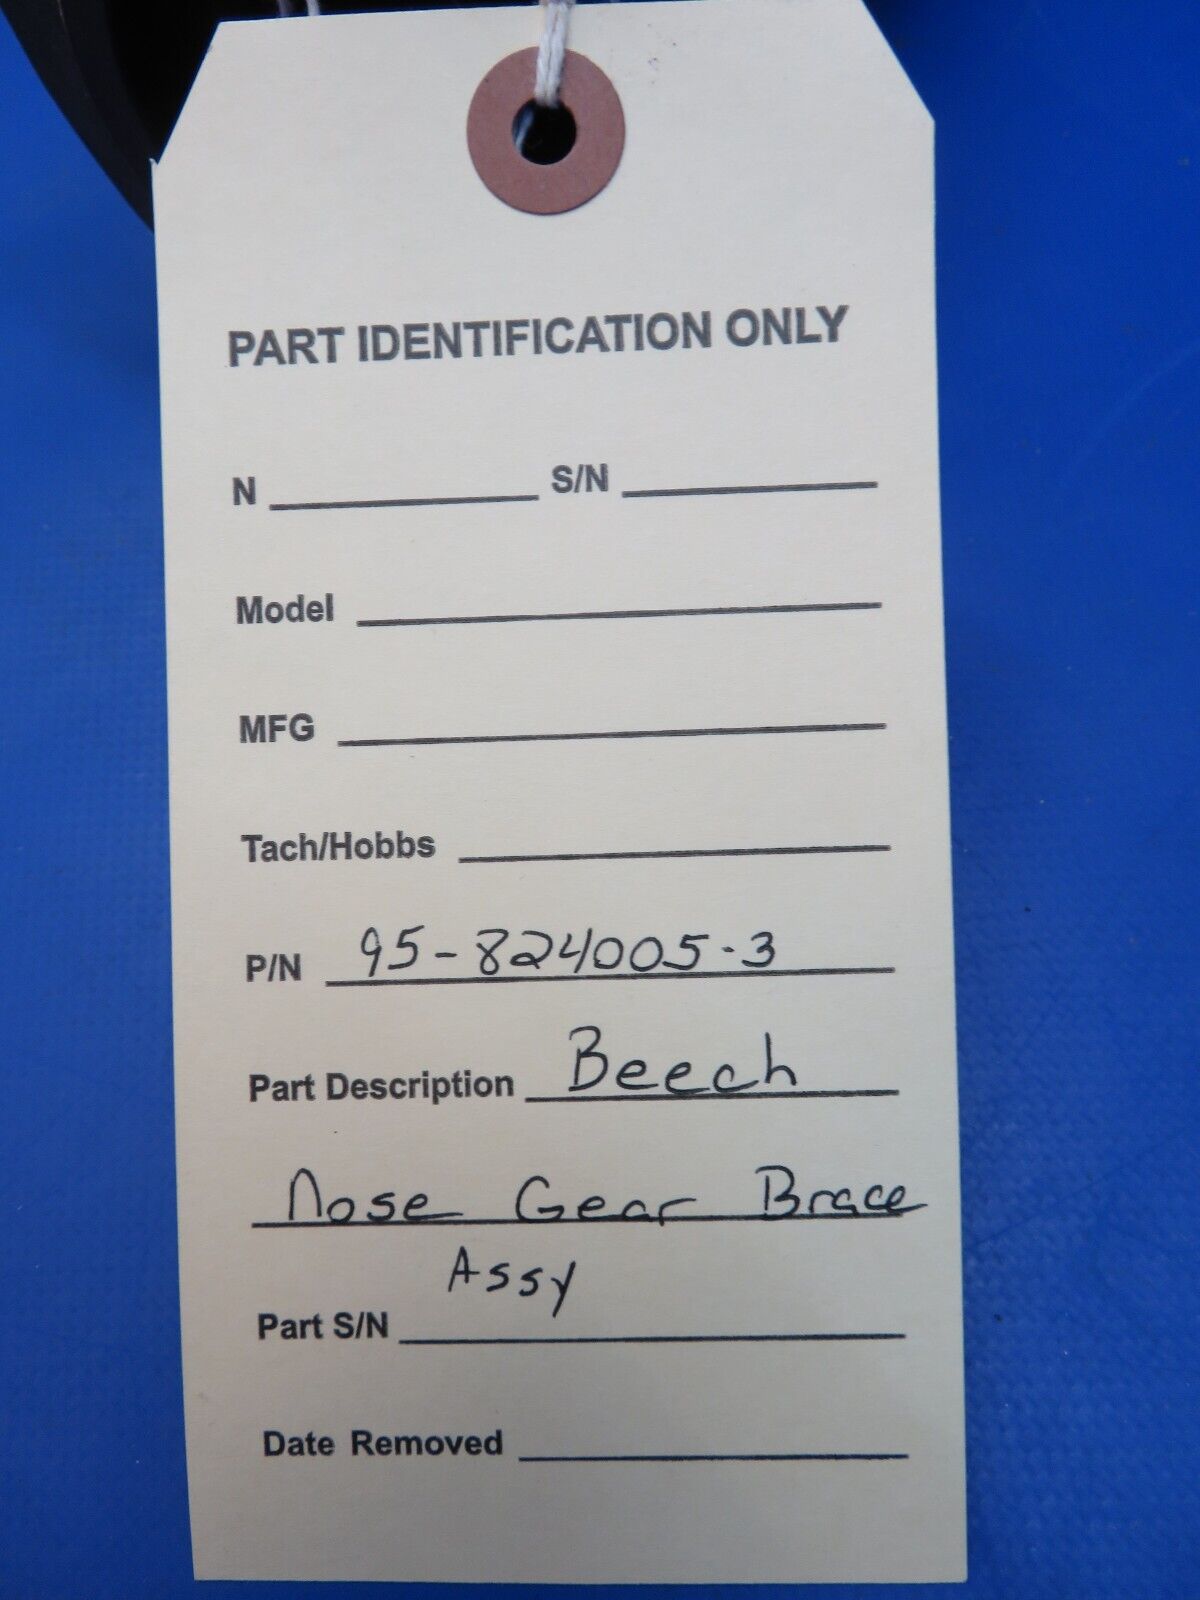 PART IDENTIFICATION ONLY
N S/N
Model
MFG
Tach/Hobbs
P/N 95-824005-3
Part Description Beech
Nose Gear Brace
Assy
Part S/N
Date Removed